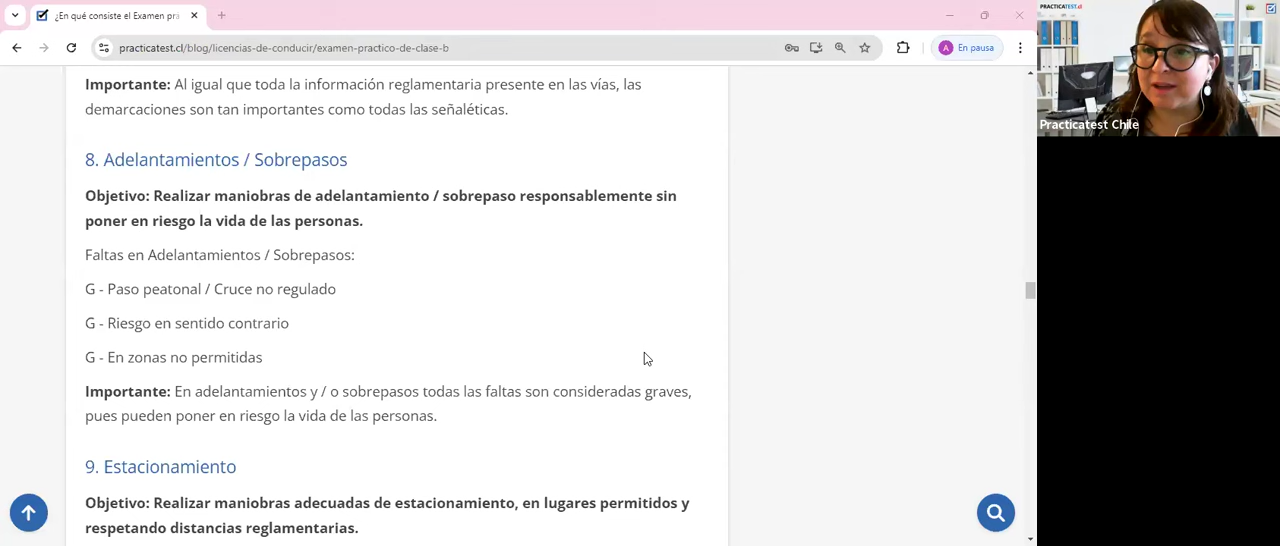 ¿En qué consiste el Examen pra
practicatest.cl/blog/licencias-de-conducir/examen-practico-de-clase-b
A
En pausa
PRACTICATEST.cl
Practicatest Chile
Importante: Al igual que toda la información reglamentaria presente en las vías, las
demarcaciones son tan importantes como todas las señaléticas.
8. Adelantamientos / Sobrepasos
Objetivo: Realizar maniobras de adelantamiento / sobrepaso responsablemente sin
poner en riesgo la vida de las personas.
Faltas en Adelantamientos / Sobrepasos:
G - Paso peatonal / Cruce no regulado
G - Riesgo en sentido contrario
G - En zonas no permitidas
Importante: En adelantamientos y / o sobrepasos todas las faltas son consideradas graves,
pues pueden poner en riesgo la vida de las personas.
9. Estacionamiento
Objetivo: Realizar maniobras adecuadas de estacionamiento, en lugares permitidos y
respetando distancias reglamentarias.